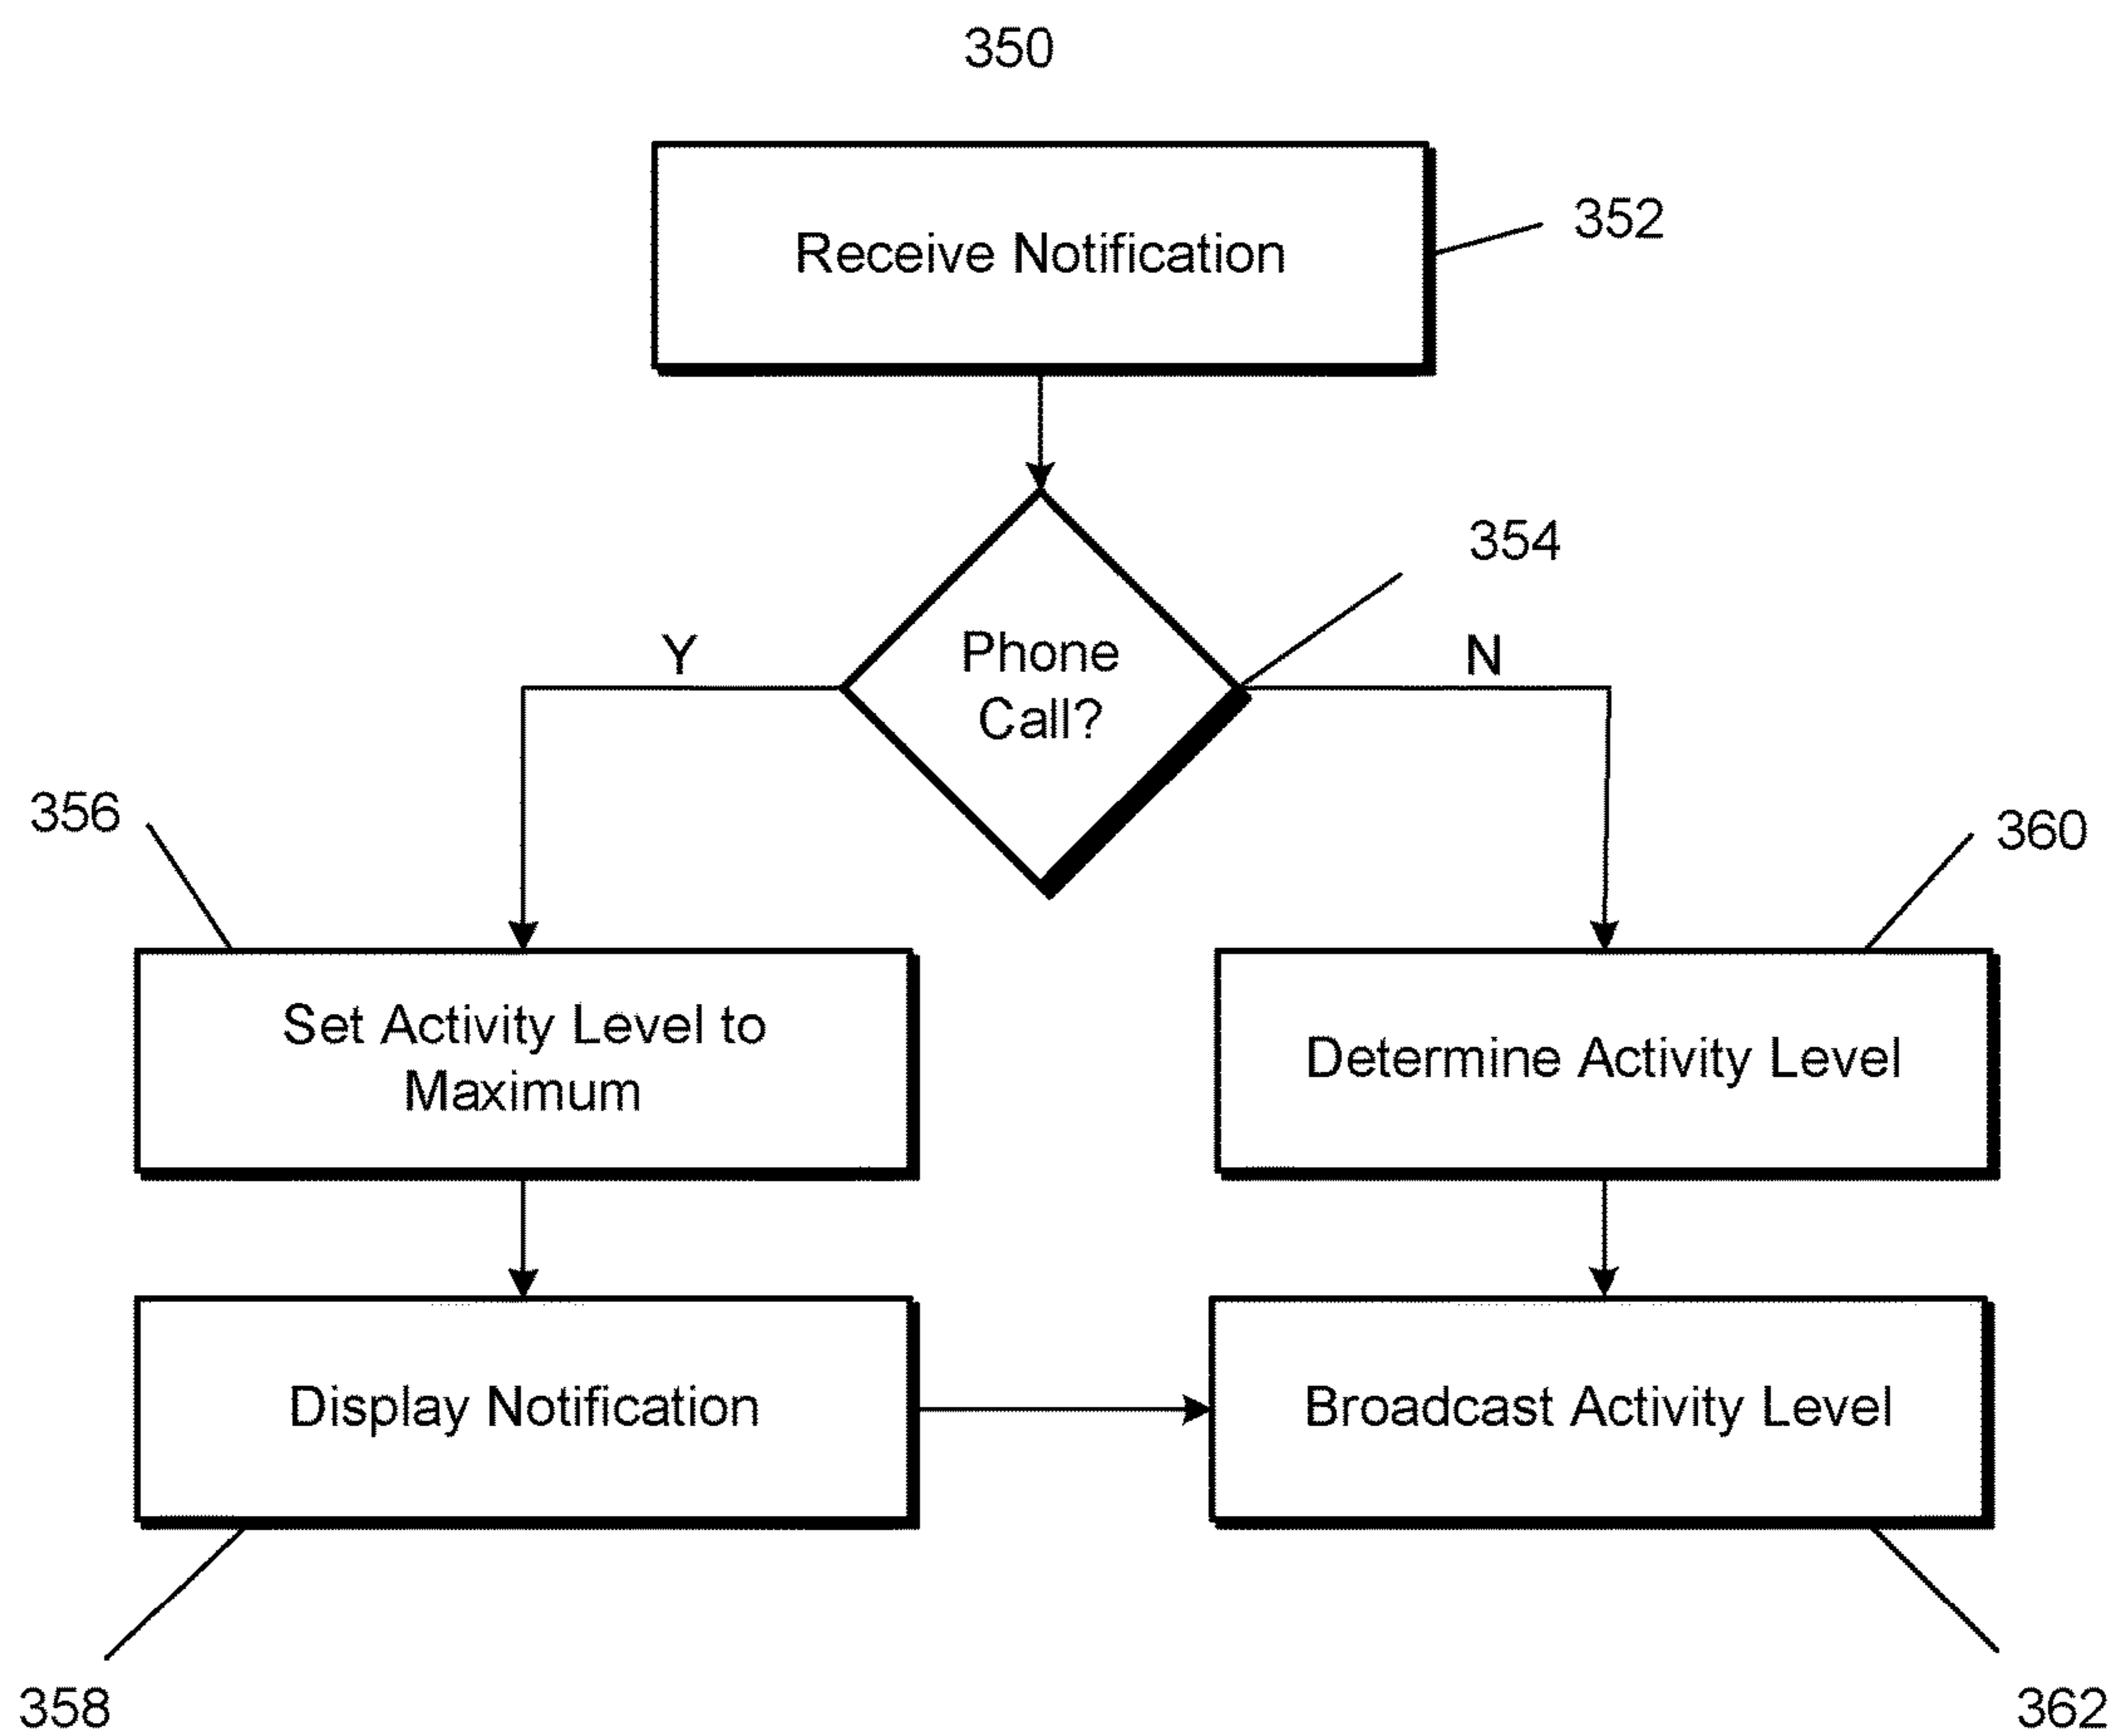 350
Receive Notification
352
354
Phone
Call?
Y
N
356
360
Set Activity Level to
Maximum
Determine Activity Level
Display Notification
Broadcast Activity Level
358
362